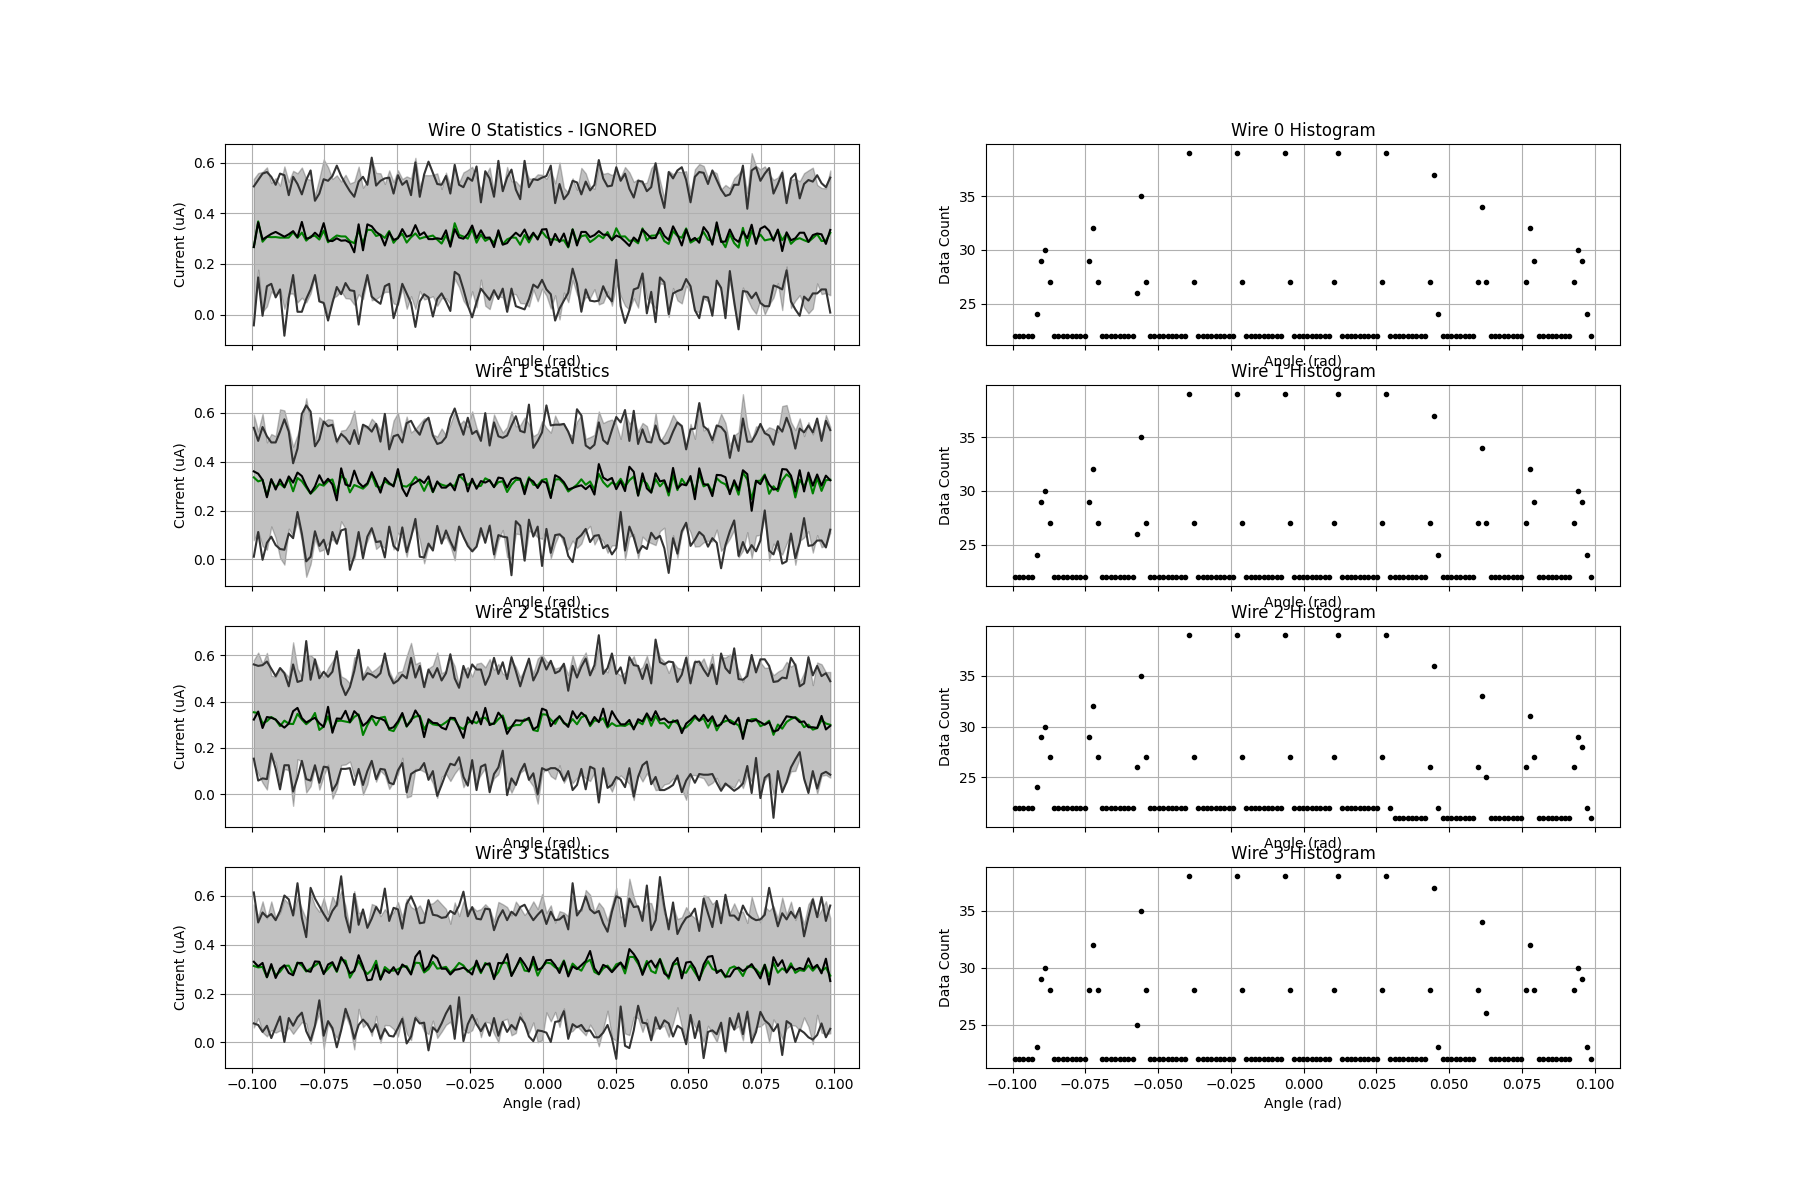 Wire 0 Statistics - IGNORED
Wire 0 Histogram
0.6
0.4
0.2
0.0
Current (uA)
Angle (rad)
35
30
25
Data Count
Angle (rad)
Wire 1 Statistics
Wire 1 Histogram
0.6
0.4
0.2
0.0
Current (uA)
Angle (rad)
35
30
25
Data Count
Angle (rad)
Wire 2 Statistics
Wire 2 Histogram
0.6
0.4
0.2
0.0
Current (uA)
Angle (rad)
35
30
25
Data Count
Angle (rad)
Wire 3 Statistics
Wire 3 Histogram
0.6
0.4
0.2
0.0
Current (uA)
−0.100 −0.075 −0.050 −0.025 0.000 0.025 0.050 0.075 0.100
Angle (rad)
35
30
25
Data Count
−0.100 −0.075 −0.050 −0.025 0.000 0.025 0.050 0.075 0.100
Angle (rad)